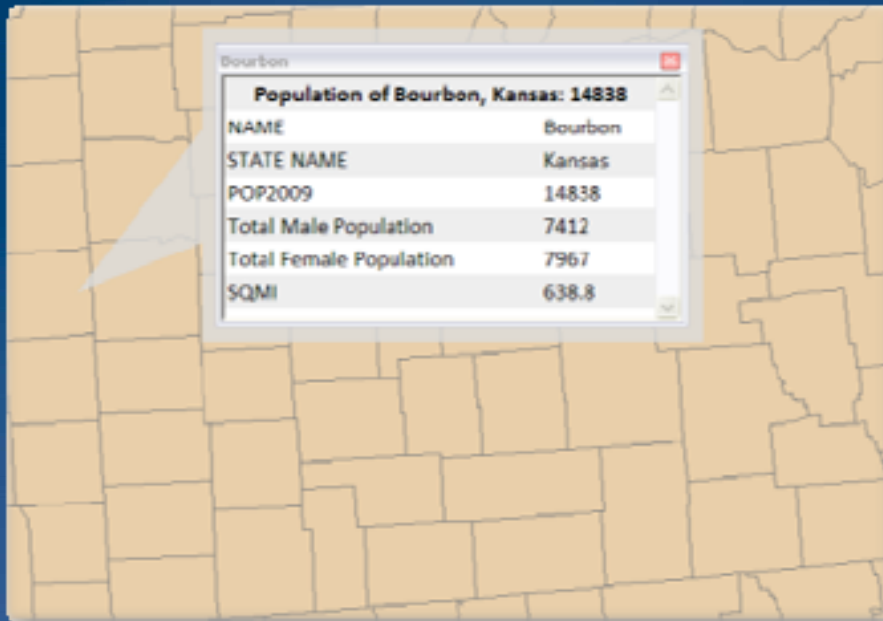 Bourbon
Population of Bourbon, Kansas: 14838
NAME Bourbon
STATE NAME Kansas
POP2009 14838
Total Male Population 7412
Total Female Population 7967
SQMI 638.8